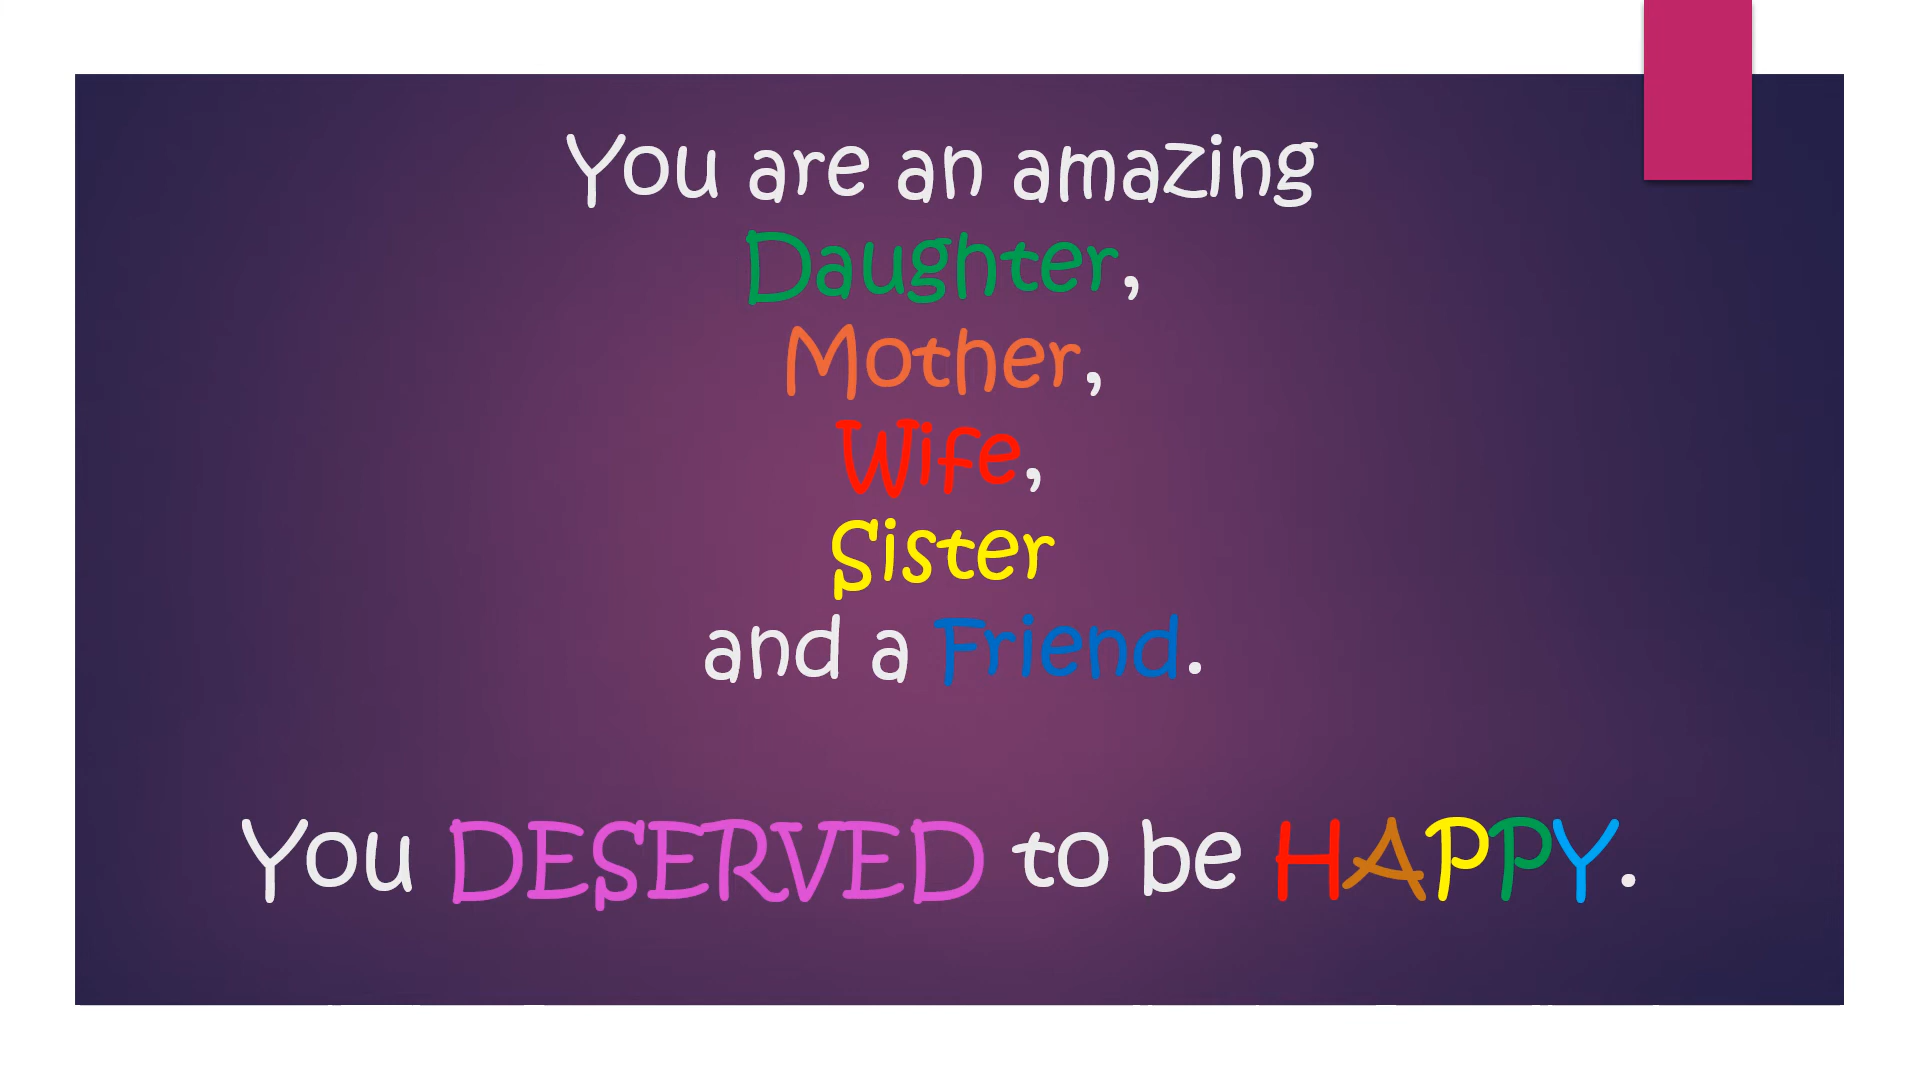 You are an amazing
Daughter,
Mother,
Wife,
Sister
and a Friend.
You DESERVED to be HAPPY.